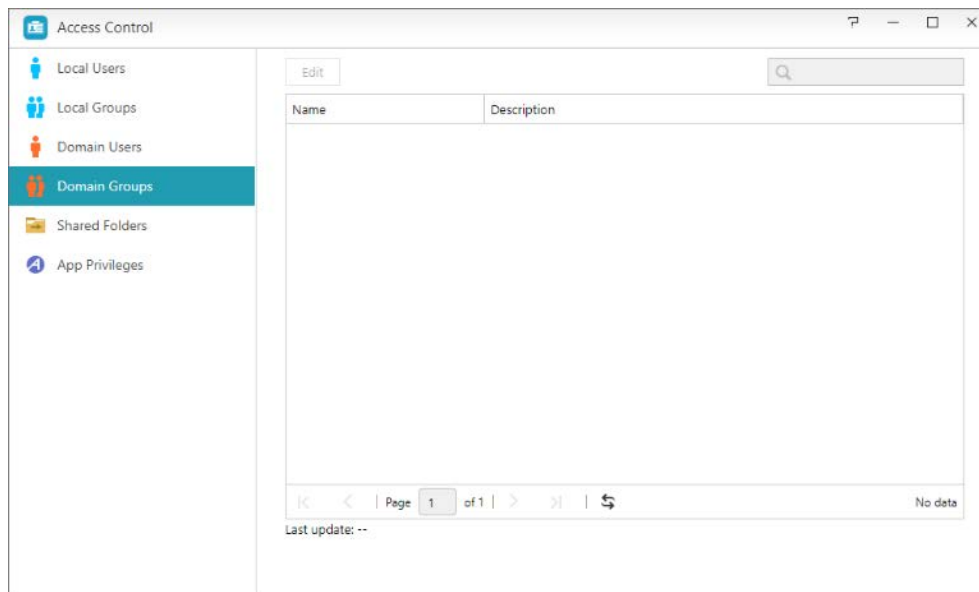 Access Control
Local Users
Local Groups
Domain Users
Domain Groups
Shared Folders
App Privileges
Edit
Name Description
Page 1 of 1
No data
Last update: --